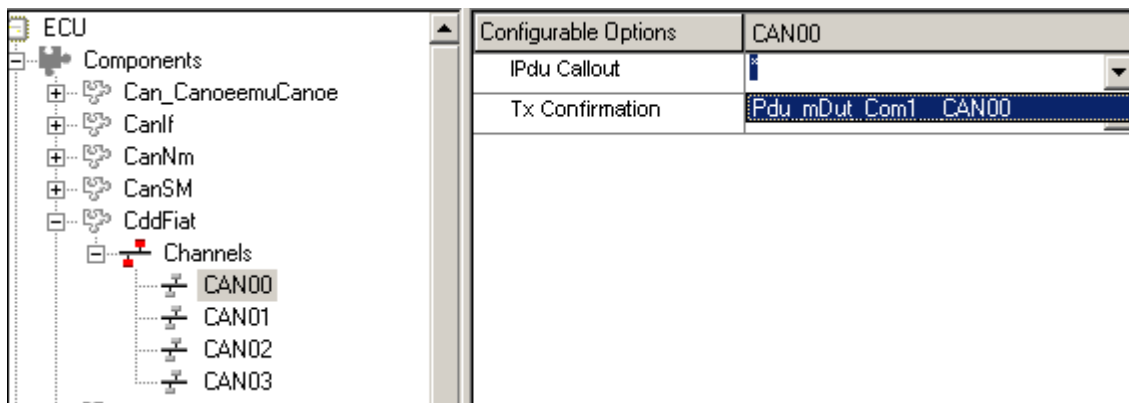 ECU
Components
Can_CanoeemuCanoe
CanIf
CanNm
CanSM
CddFiat
Channels
CAN00
CAN01
CAN02
CAN03
Configurable Options
CAN00
IPdu Callout
*
Tx Confirmation
Pdu_mDut_Com1__CAN00